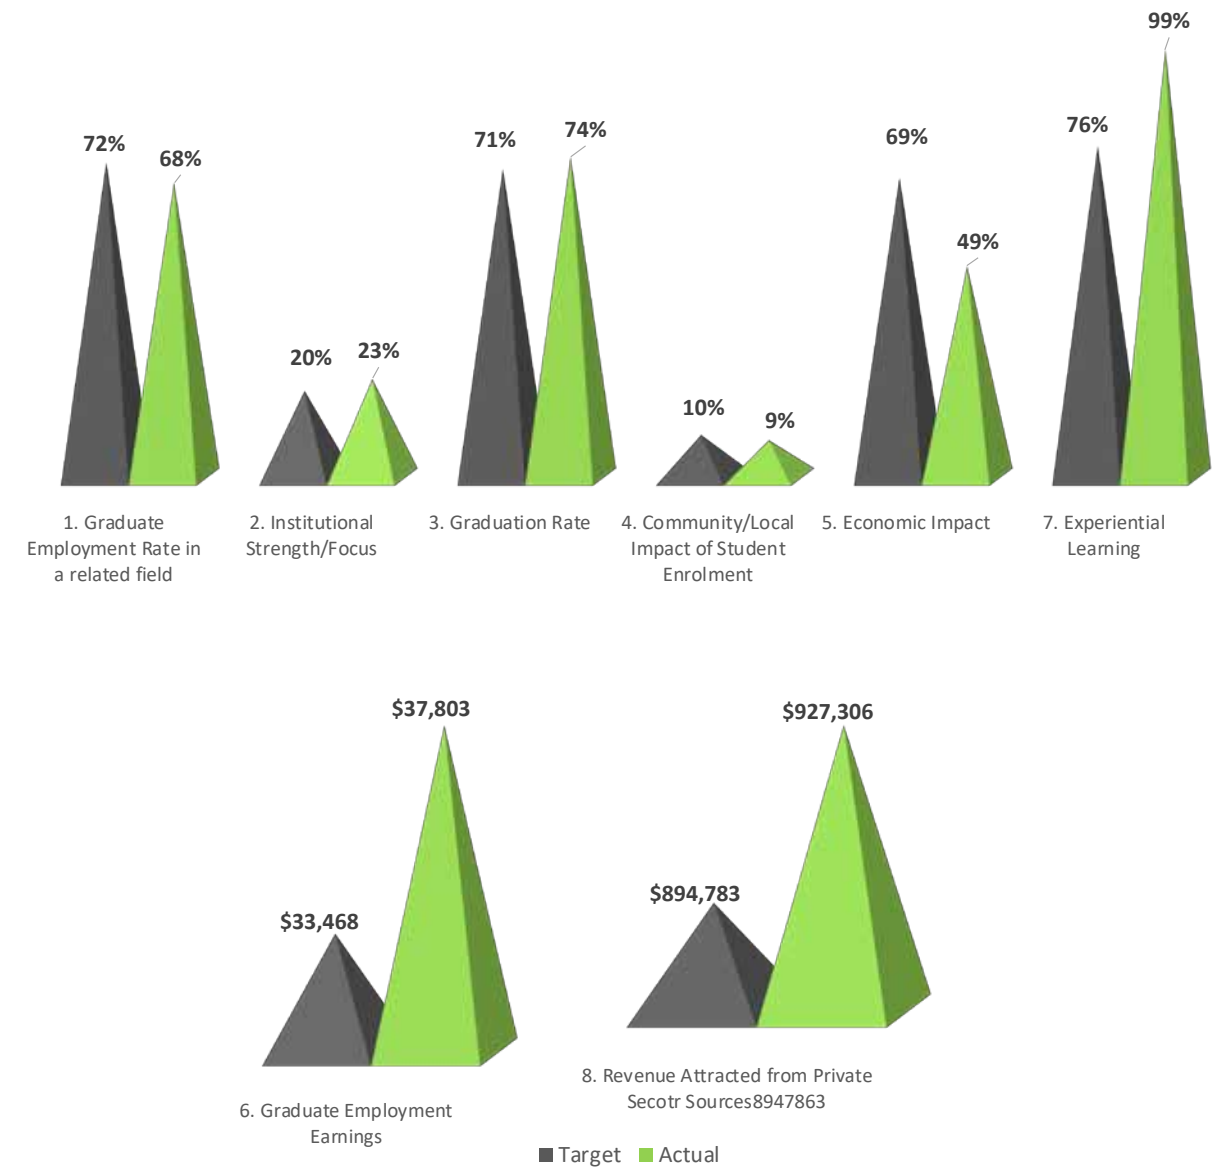 99%
72%
68%
71%
74%
69%
76%
49%
20%
23%
10%
9%
1. Graduate
Employment Rate in
a related field
2. Institutional
Strength/Focus
3. Graduation Rate
4. Community/Local
Impact of Student
Enrolment
5. Economic Impact
7. Experiential
Learning
$37,803
$33,468
$927,306
$894,783
6. Graduate Employment
Earnings
8. Revenue Attracted from Private
Secotr Sources8947863
Target
Actual